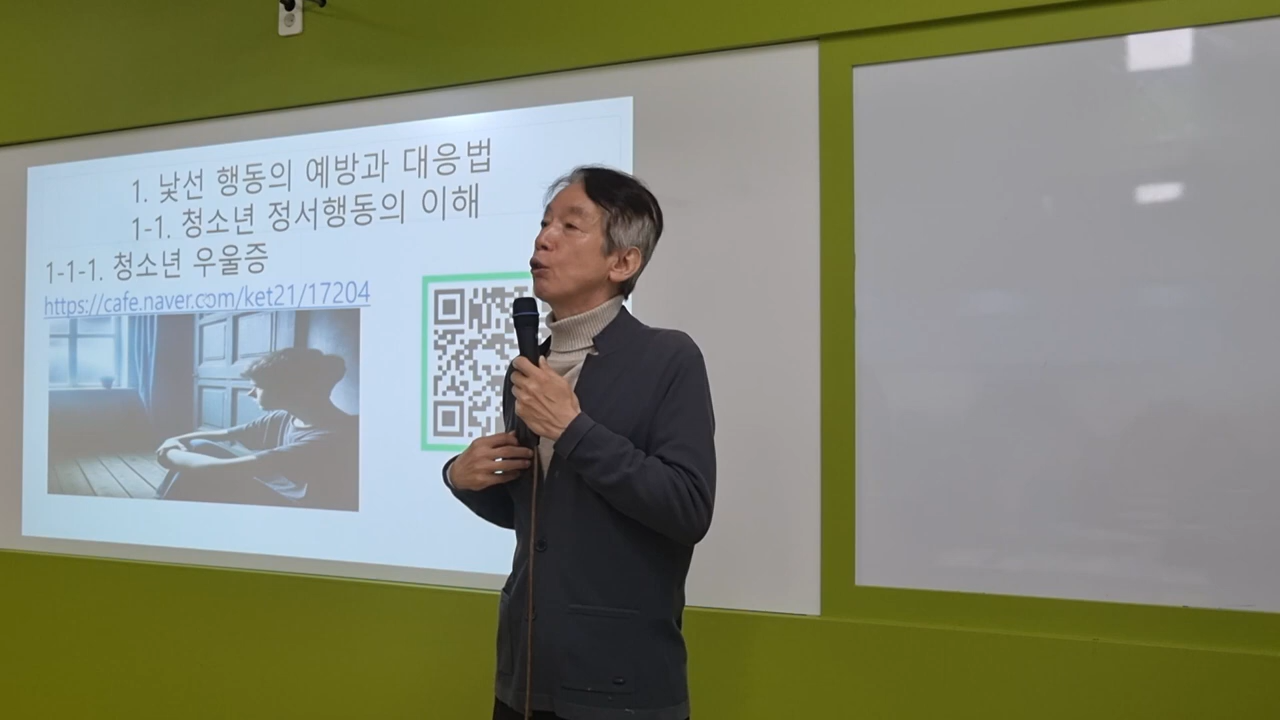 1. 낯선 행동의 예방과 대응법
1-1. 청소년 정서행동의 이해
1-1-1. 청소년 우울증
https://cafe.naver.com/ket21/17204